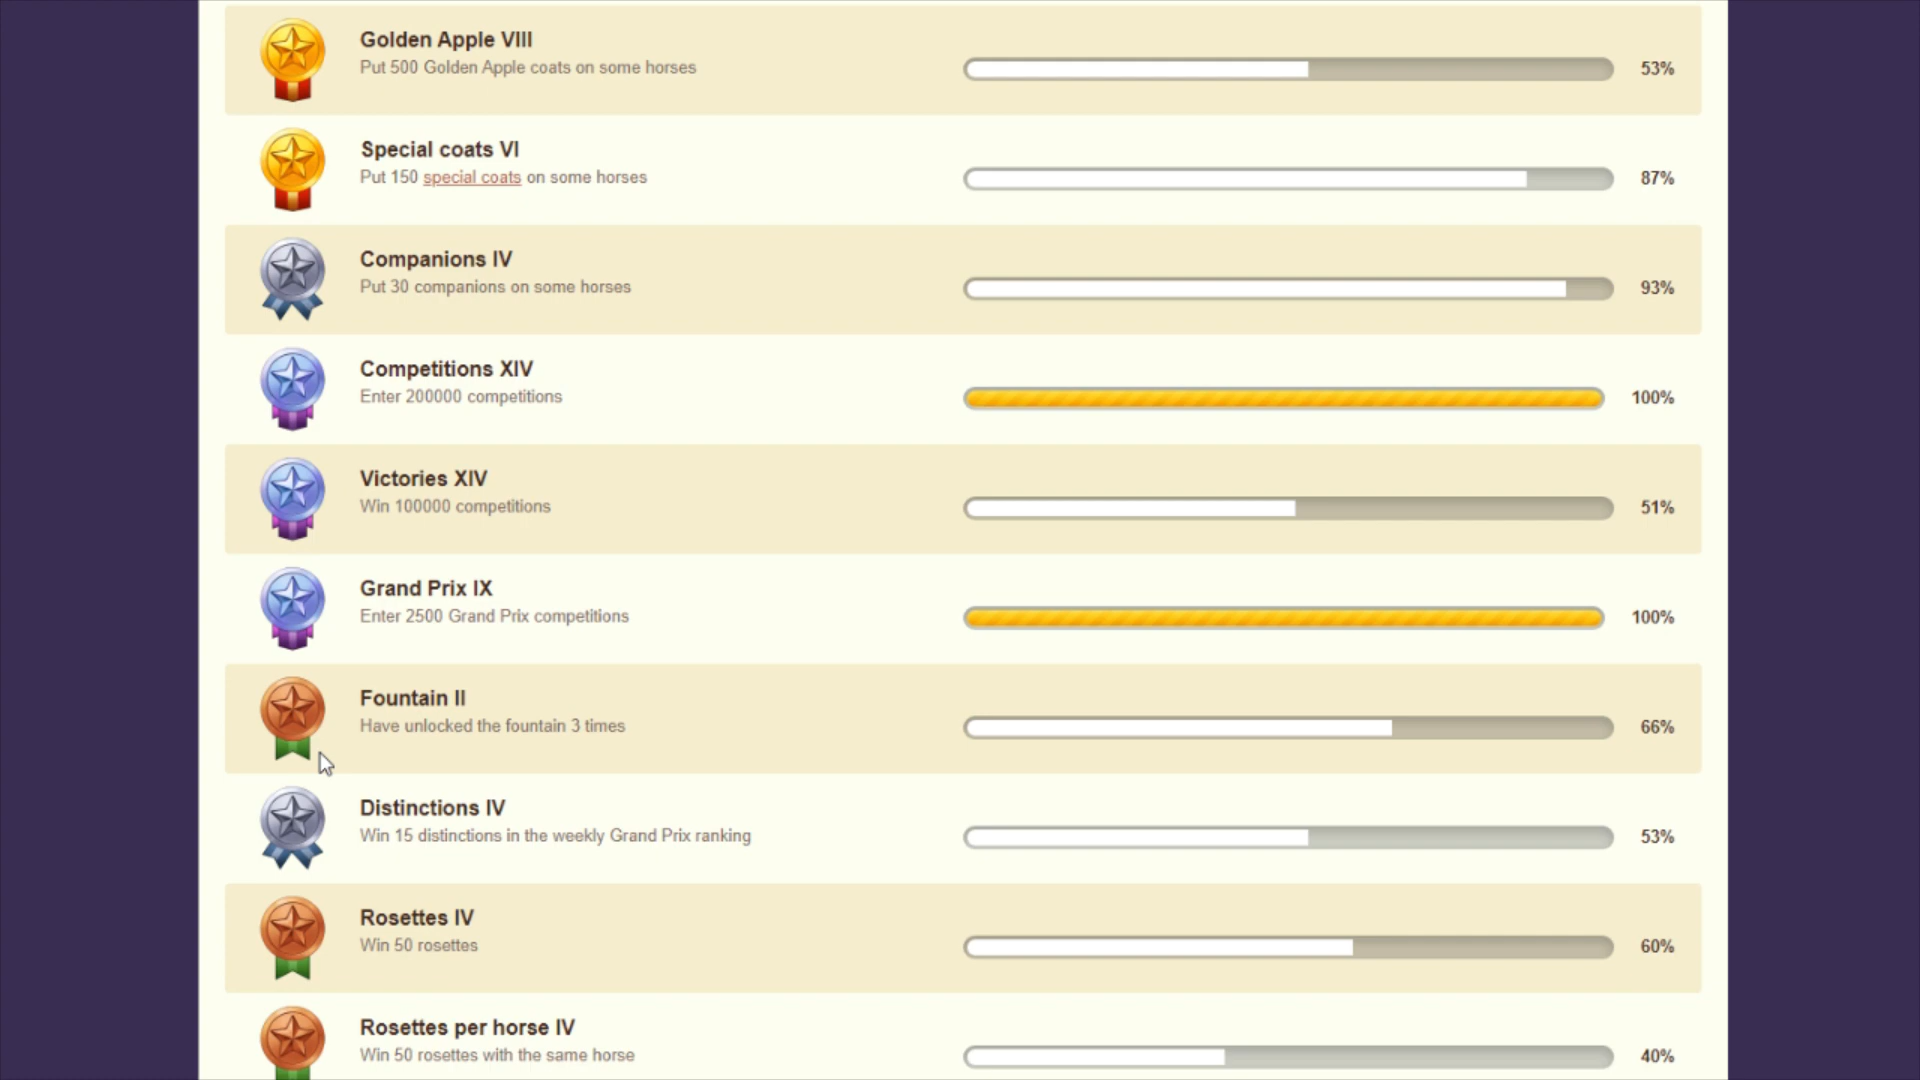 Golden Apple VIII
Put 500 Golden Apple coats on some horses
53%
Special coats VI
Put 150 special coats on some horses
87%
Companions IV
Put 30 companions on some horses
93%
Competitions XIV
Enter 200000 competitions
100%
Victories XIV
Win 100000 competitions
51%
Grand Prix IX
Enter 2500 Grand Prix competitions
100%
Fountain II
Have unlocked the fountain 3 times
66%
Distinctions IV
Win 15 distinctions in the weekly Grand Prix ranking
53%
Rosettes IV
Win 50 rosettes
60%
Rosettes per horse IV
Win 50 rosettes with the same horse
40%